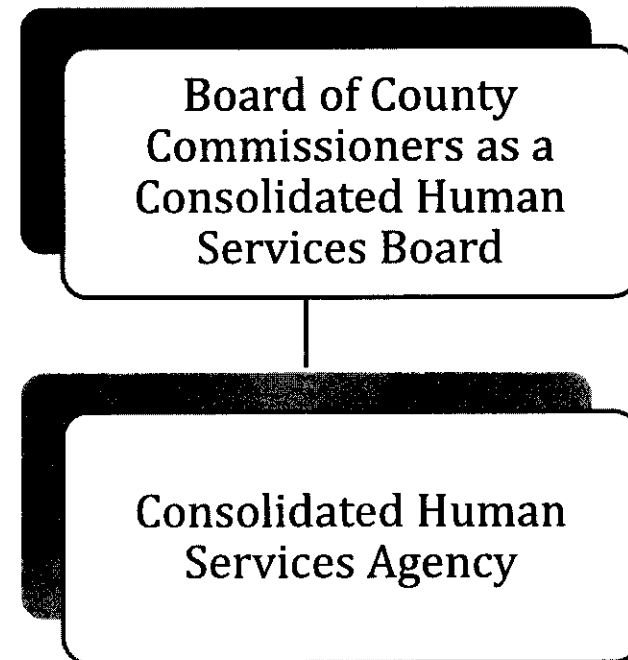 Board of County
Commissioners as a
Consolidated Human
Services Board
Consolidated Human
Services Agency